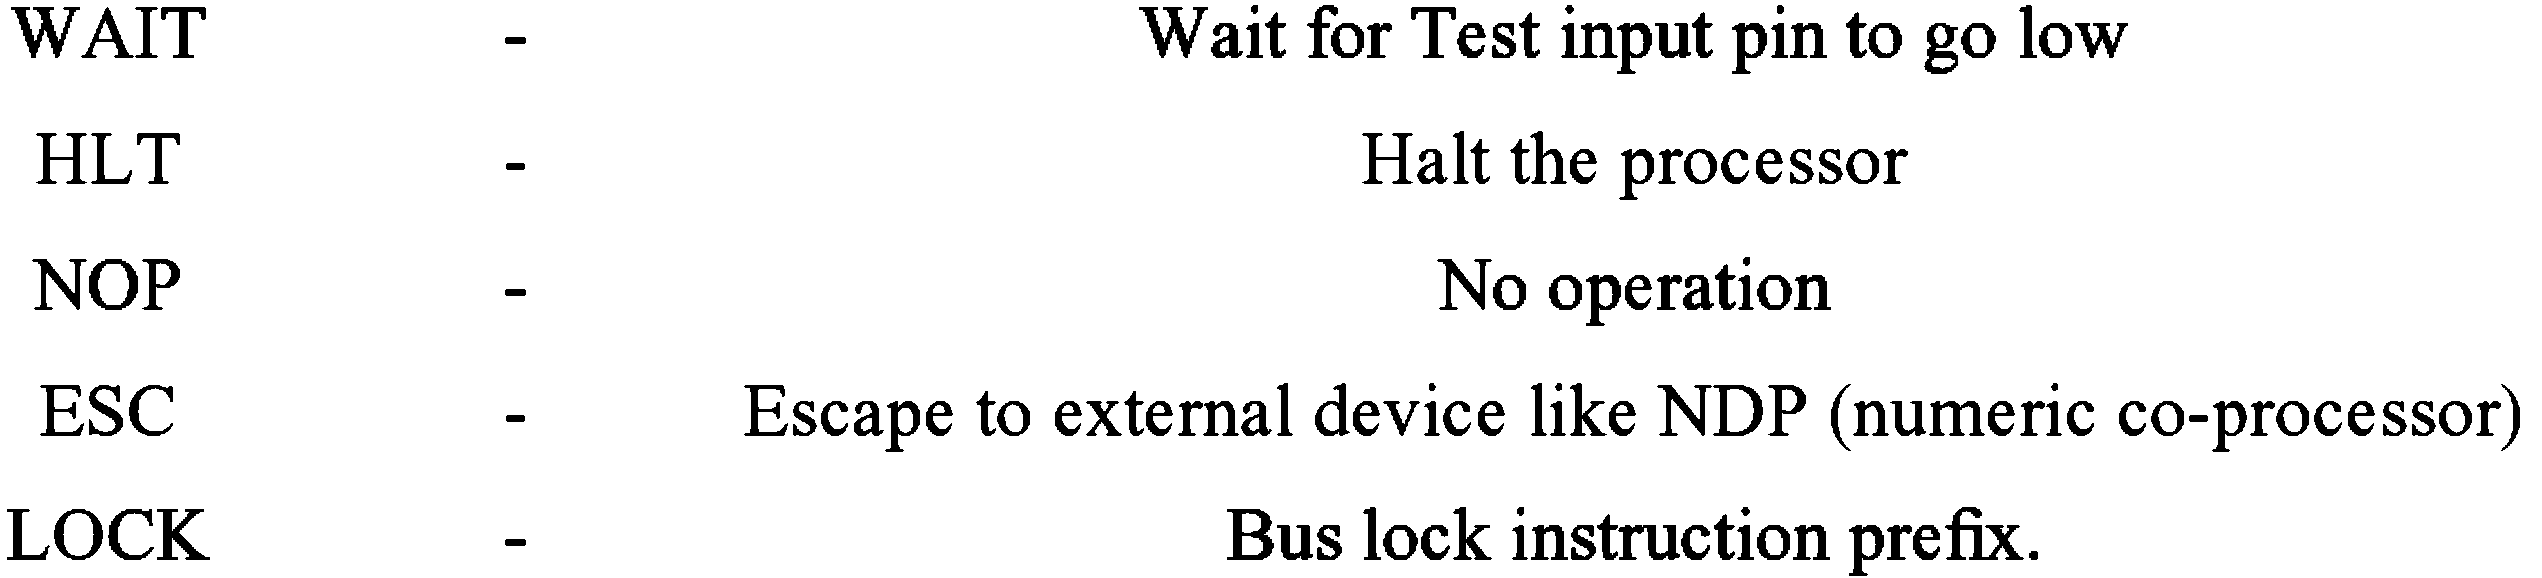 WAIT - Wait for Test input pin to go low
HLT - Halt the processor
NOP - No operation
ESC - Escape to external device like NDP (numeric co-processor)
LOCK - Bus lock instruction prefix.